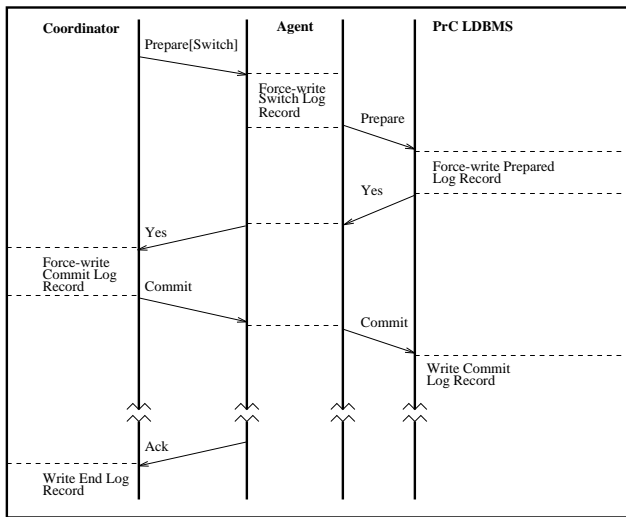 Coordinator
Agent
PrC LDBMS
Prepare[Switch]
Force-write
Switch Log
Record
Prepare
Force-write Prepared
Log Record
Yes
Yes
Force-write
Commit Log
Record
Commit
Commit
Write Commit
Log Record
Ack
Write End Log
Record